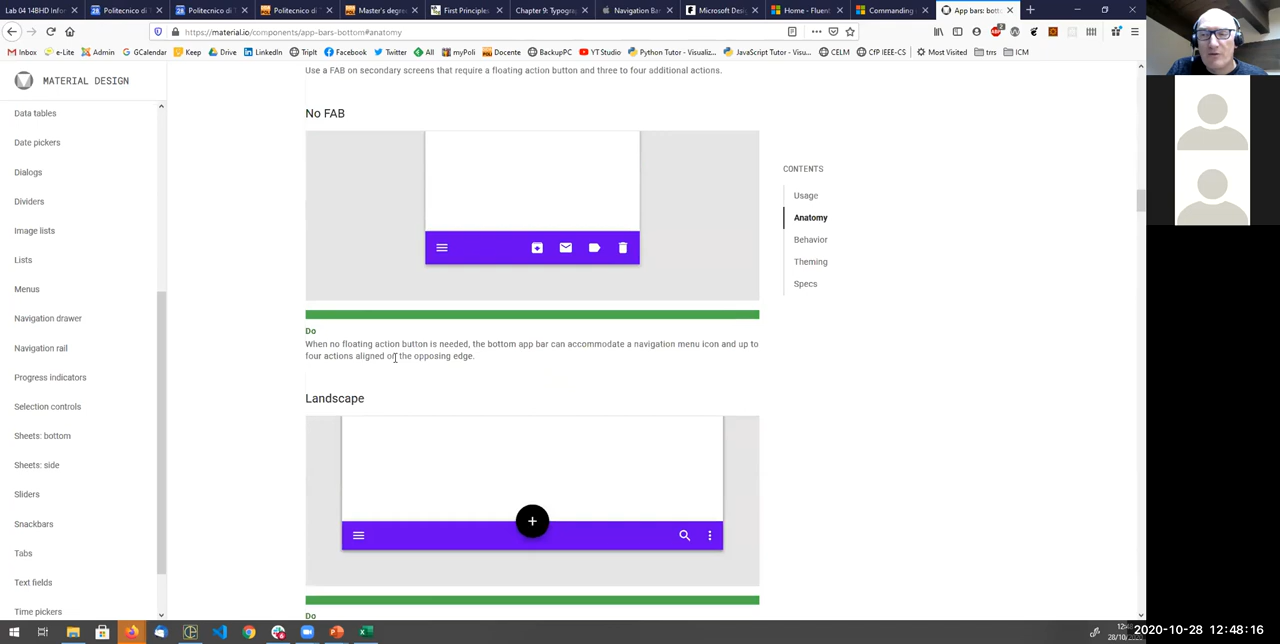 Lab 04 14BHD Infor
Politecnico di T
Politecnico di T
Politecnico di T
Master's degre
First Principles
Chapter 9: Typogra
Navigation Bar
Microsoft Desi
Home - Fluent
Commanding
App bars: botto
https://material.io/components/app-bars-bottom#anatomy
Inbox
e-Lite
Admin
GCalendar
Keep
Drive
LinkedIn
TripIt
Facebook
Twitter
All
myPoli
Docente
BackupPC
YT Studio
Python Tutor - Visualiz...
JavaScript Tutor - Visu...
CELM
CfP IEEE-CS
Most Visited
trs
ICM
MATERIAL DESIGN
Data tables
Date pickers
Dialogs
Dividers
Image lists
Lists
Menus
Navigation drawer
Navigation rail
Progress indicators
Selection controls
Sheets: bottom
Sheets: side
Sliders
Snackbars
Tabs
Text fields
Time pickers
Use a FAB on secondary screens that require a floating action button and three to four additional actions.
No FAB
Do
When no floating action button is needed, the bottom app bar can accommodate a navigation menu icon and up to
four actions aligned on the opposing edge.
Landscape
Do
CONTENTS
Usage
Anatomy
Behavior
Theming
Specs
2020-10-28 12:48:16